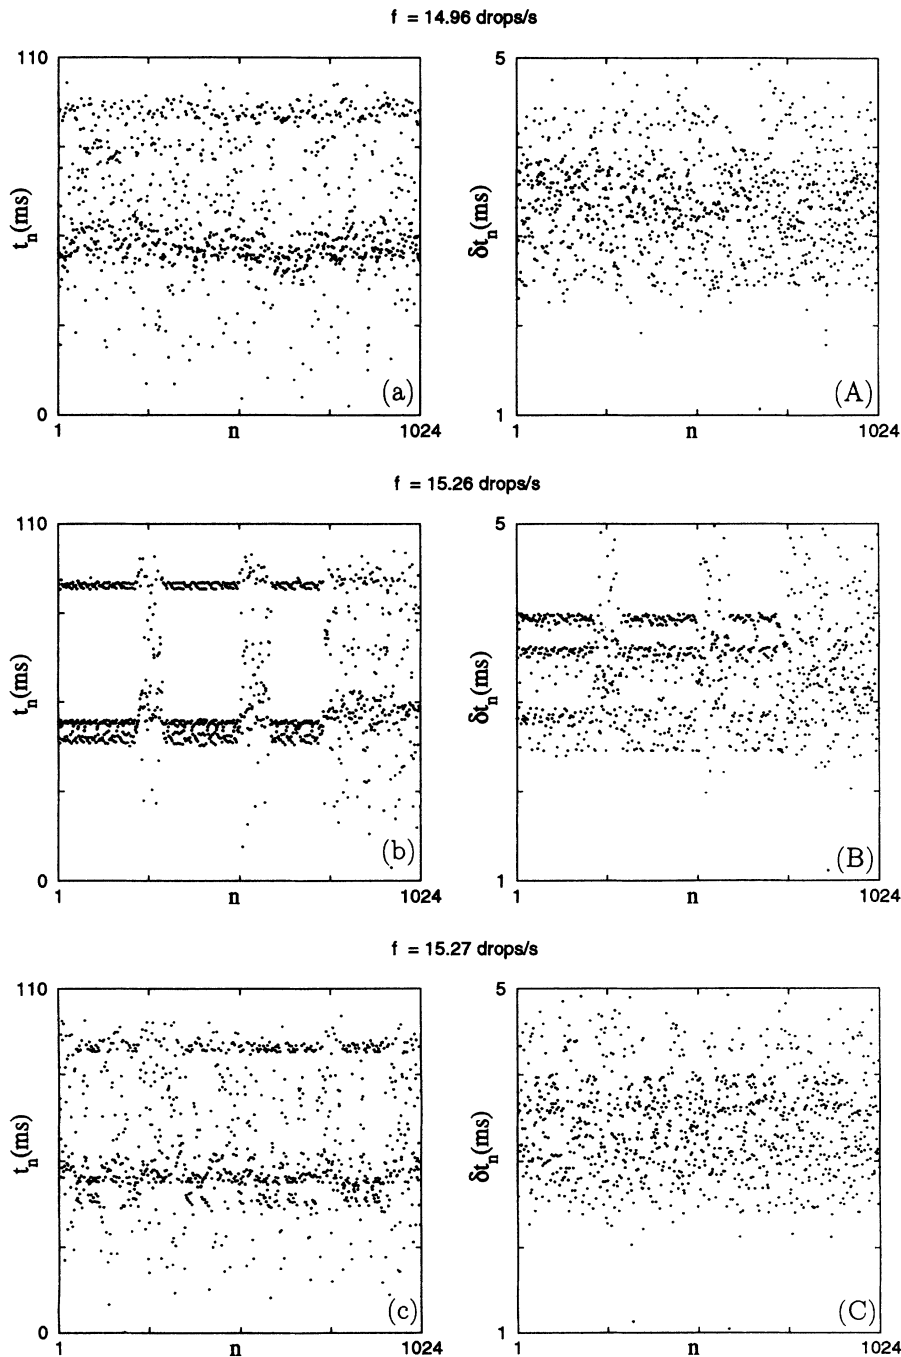 f = 14.96 drops/s
110
t_n(ms)
0
1
n
1024
(a)
5
δt_n(ms)
1
1
n
1024
(A)
f = 15.26 drops/s
110
t_n(ms)
0
1
n
1024
(b)
5
δt_n(ms)
1
1
n
1024
(B)
f = 15.27 drops/s
110
t_n(ms)
0
1
n
1024
(c)
5
δt_n(ms)
1
1
n
1024
(C)